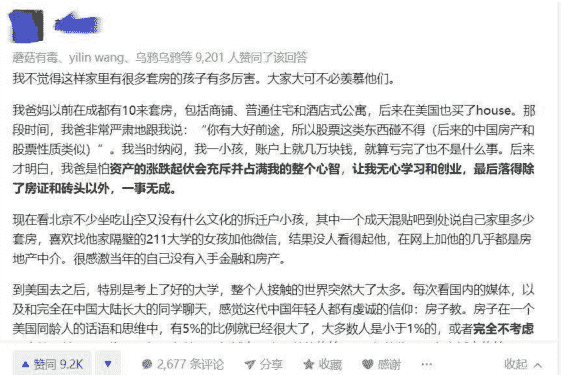 蘑菇有毒、yilin wang、乌鸦乌鸦等 9,201 人赞同了该回答
我不觉得这样家里有很多套房的孩子有多厉害。大家大可不必羡慕他们。
我爸妈以前在成都有10来套房，包括商铺、普通住宅和酒店式公寓，后来在美国也买了house。那
段时间，我爸非常严肃地跟我说：“你有大好前途，所以股票这类东西碰不得（后来的中国房产和
股票性质类似）”。我当时纳闷，我一小孩，账户上就几万块钱，就算亏完了也不是什么事。后来
才明白，我爸是怕资产的涨跌起伏会充斥并占满我的整个心智，让我无心学习和创业，最后落得除
了房证和砖头以外，一事无成。
现在看北京不少坐吃山空又没有什么文化的拆迁户小孩，其中一个成天混贴吧到处说自己家里多少
套房，喜欢找他家隔壁的211大学的女孩加他微信，结果没人看得起他，在网上加他的几乎都是房
地产中介。很感激当年的自己没有入手金融和房产。
到美国去之后，特别是考上了好的大学，整个人接触的世界突然大了太多。每次看国内的媒体，以
及和完全在中国大陆长大的同学聊天，感觉这代中国年轻人都有虔诚的信仰：房子教。房子在一个
美国同龄人的话语和思维中，有5%的比例就已经很大了，大多数人是小于1%的，或者完全不考虑
赞同 9.2K
2,677 条评论
分享
收藏
感谢
收起